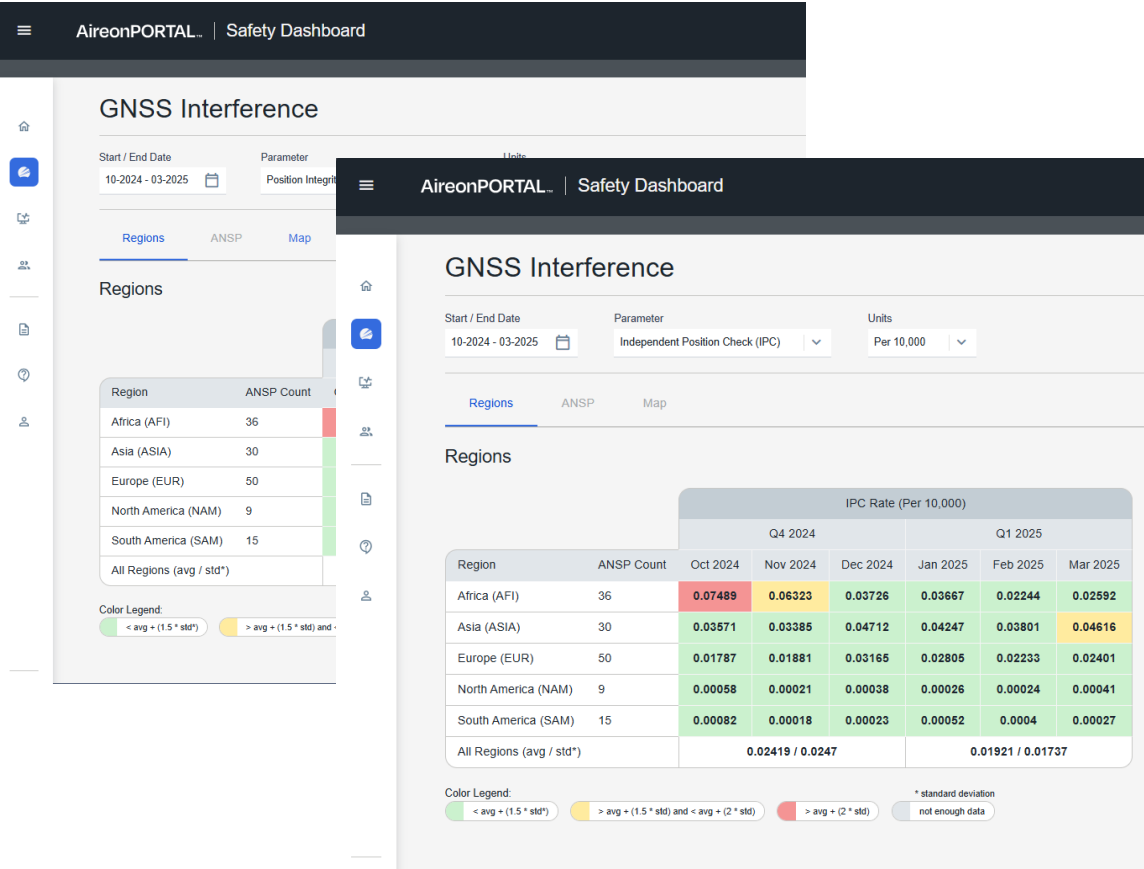 AireonPORTAL™ | Safety Dashboard
GNSS Interference
Start / End Date Parameter Units
10-2024 - 03-2025 Position Integrit
Regions ANSP Map
Regions
Region ANSP Count
Africa (AFI) 36
Asia (ASIA) 30
Europe (EUR) 50
North America (NAM) 9
South America (SAM) 15
All Regions (avg / std*)
Color Legend:
< avg + (1.5 * std*) > avg + (1.5 * std) and
AireonPORTAL™ | Safety Dashboard
GNSS Interference
Start / End Date Parameter Units
10-2024 - 03-2025 Independent Position Check (IPC) Per 10,000
Regions ANSP Map
Regions
IPC Rate (Per 10,000)
Q4 2024 Q1 2025
Region ANSP Count Oct 2024 Nov 2024 Dec 2024 Jan 2025 Feb 2025 Mar 2025
Africa (AFI) 36 0.07489 0.06323 0.03726 0.03667 0.02244 0.02592
Asia (ASIA) 30 0.03571 0.03385 0.04712 0.04247 0.03801 0.04616
Europe (EUR) 50 0.01787 0.01881 0.03165 0.02805 0.02233 0.02401
North America (NAM) 9 0.00058 0.00021 0.00038 0.00026 0.00024 0.00041
South America (SAM) 15 0.00082 0.00018 0.00023 0.00052 0.0004 0.00027
All Regions (avg / std*) 0.02419 / 0.0247 0.01921 / 0.01737
Color Legend: * standard deviation
< avg + (1.5 * std*) > avg + (1.5 * std) and < avg + (2 * std) > avg + (2 * std) not enough data